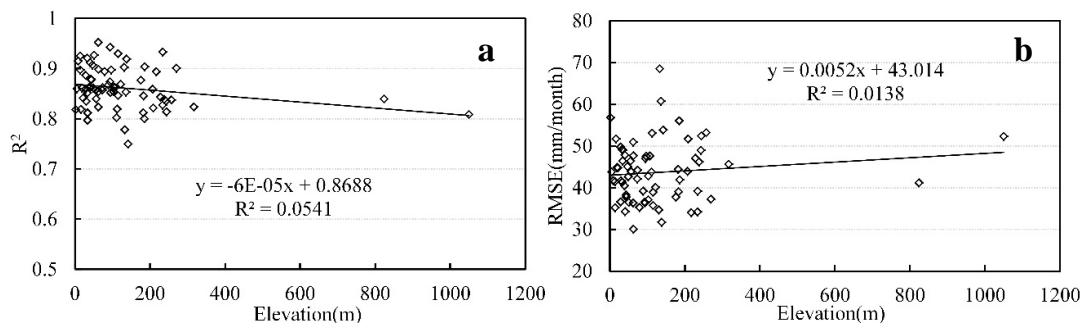 a
1
0.9
0.8
0.7
0.6
0.5
R²
y = -6E-05x + 0.8688
R² = 0.0541
0 200 400 600 800 1000 1200
Elevation(m)
b
80
70
60
50
40
30
20
RMSE(mm/month)
y = 0.0052x + 43.014
R² = 0.0138
0 200 400 600 800 1000 1200
Elevation(m)